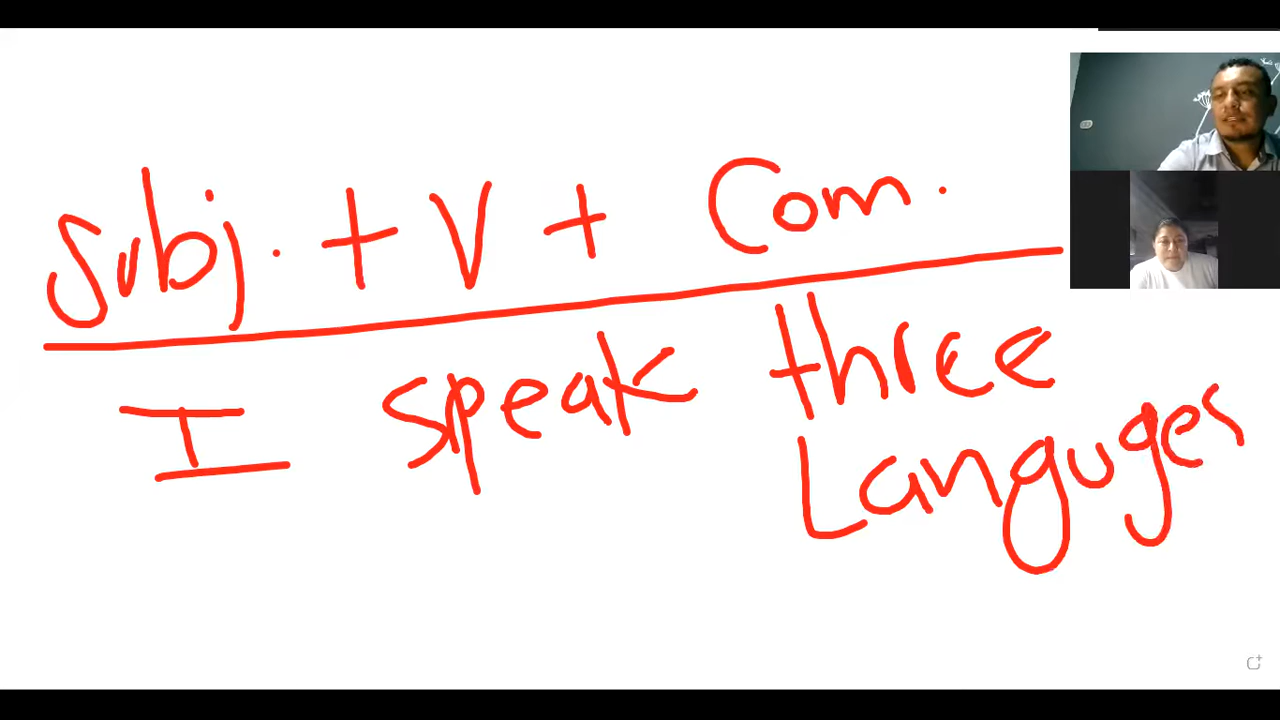 Subj. + V + Com.
I speak three
Languges